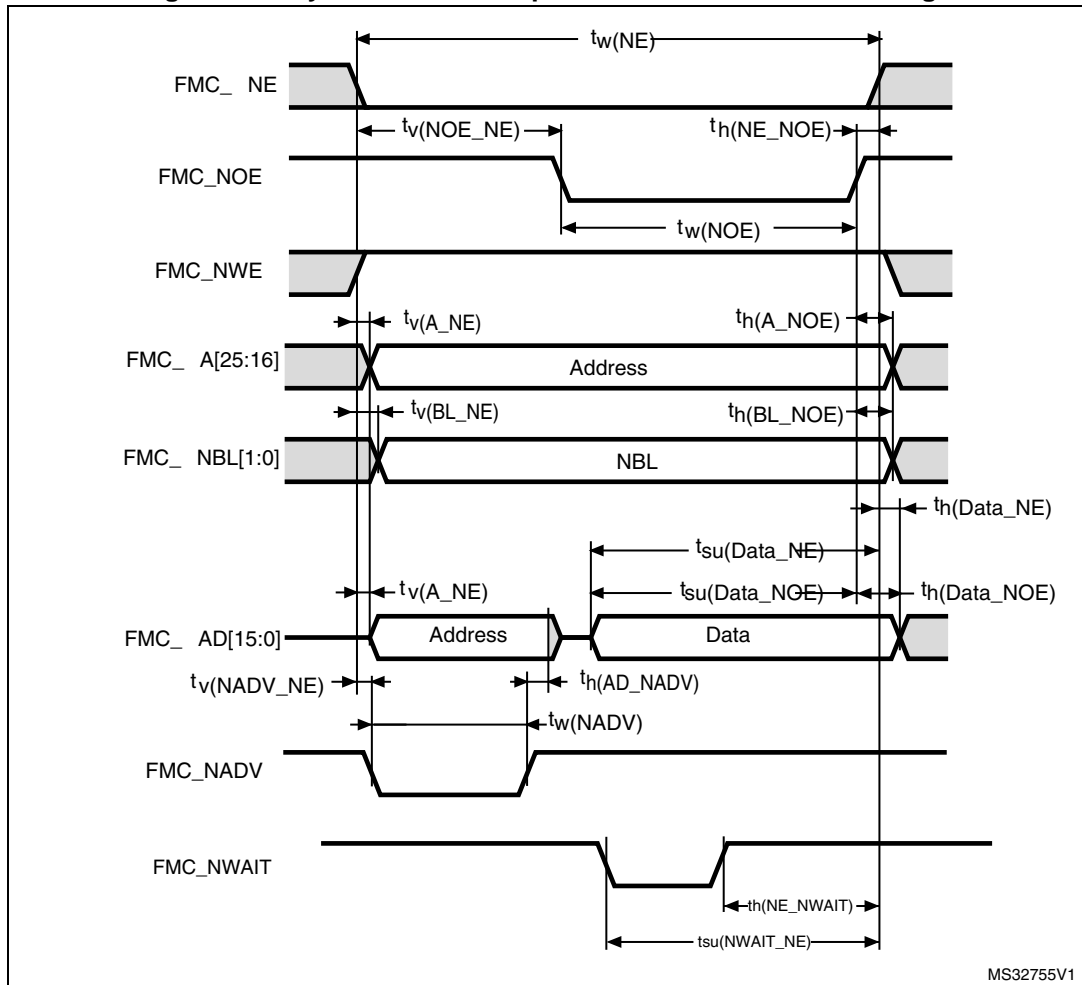 tw(NE)
FMC_ NE
tv(NOE_NE)
th(NE_NOE)
FMC_NOE
tw(NOE)
FMC_NWE
tv(A_NE)
th(A_NOE)
FMC_ A[25:16]
Address
tv(BL_NE)
th(BL_NOE)
FMC_ NBL[1:0]
NBL
th(Data_NE)
tsu(Data_NE)
tv(A_NE)
tsu(Data_NOE)
th(Data_NOE)
FMC_ AD[15:0]
Address
Data
tv(NADV_NE)
th(AD_NADV)
tw(NADV)
FMC_NADV
FMC_NWAIT
th(NE_NWAIT)
tsu(NWAIT_NE)
MS32755V1